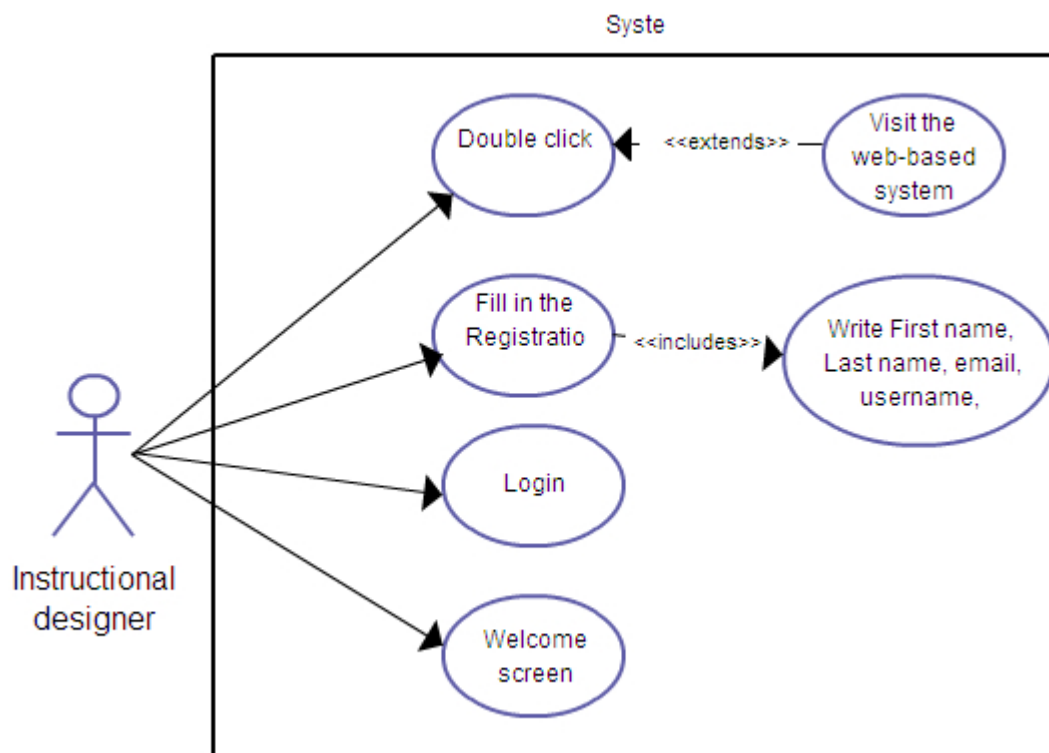 Syste
Double click
<<extends>>
Visit the
web-based
system
Fill in the
Registratio
<<includes>>
Write First name,
Last name, email,
username,
Login
Instructional
designer
Welcome
screen